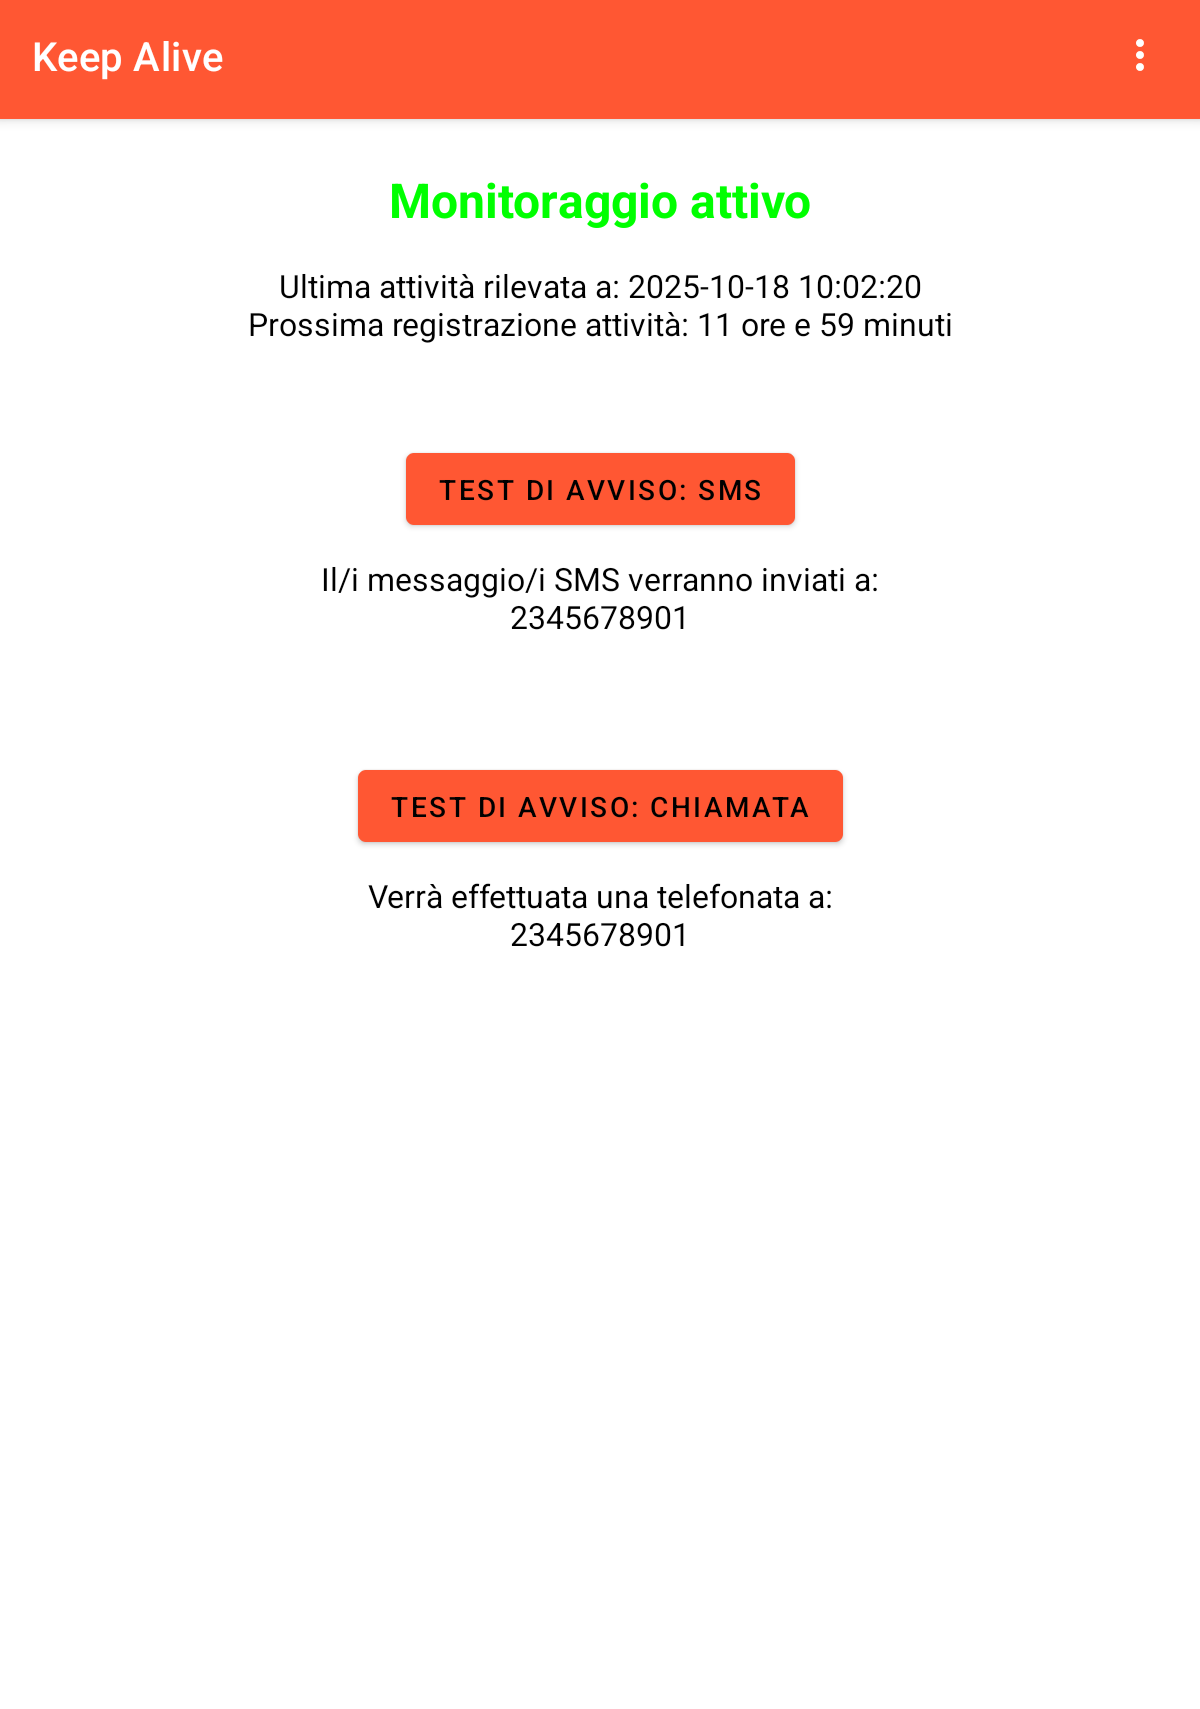 Keep Alive
Monitoraggio attivo
Ultima attività rilevata a: 2025-10-18 10:02:20
Prossima registrazione attività: 11 ore e 59 minuti
TEST DI AVVISO: SMS
Il/i messaggio/i SMS verranno inviati a:
2345678901
TEST DI AVVISO: CHIAMATA
Verrà effettuata una telefonata a:
2345678901